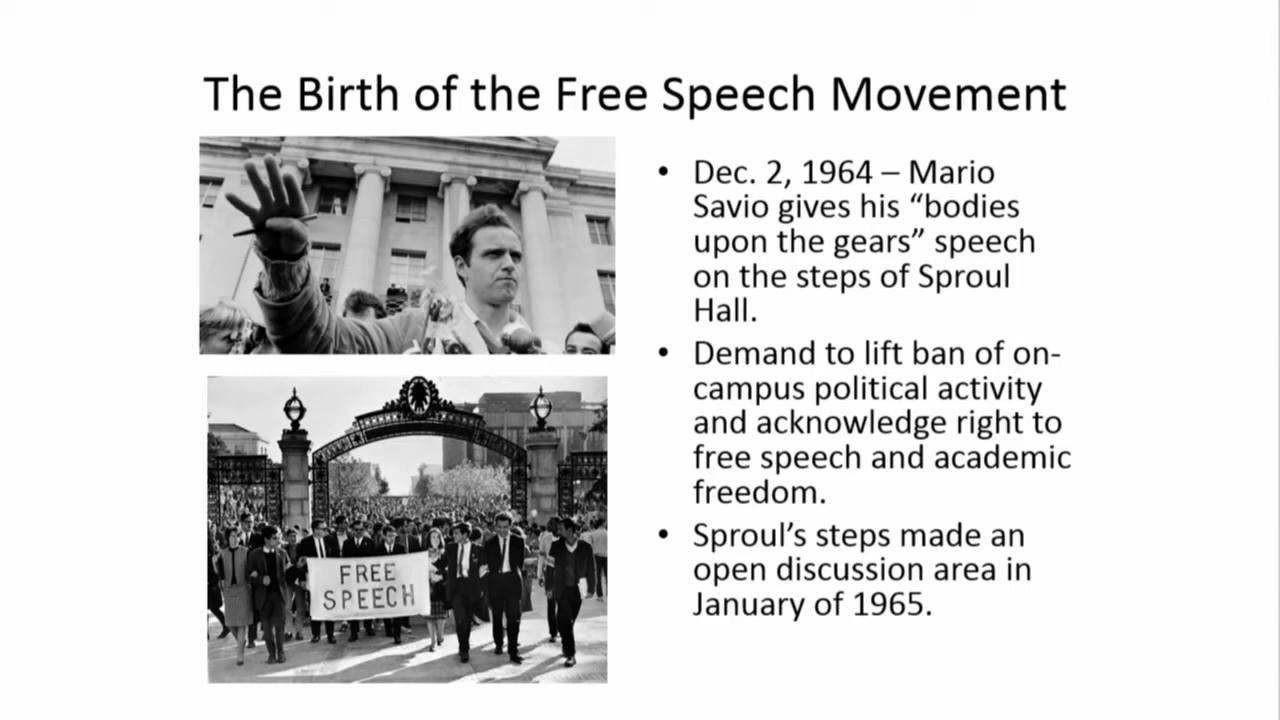 The Birth of the Free Speech Movement
• Dec. 2, 1964 – Mario
Savio gives his “bodies
upon the gears” speech
on the steps of Sproul
Hall.
• Demand to lift ban of on-
campus political activity
and acknowledge right to
free speech and academic
freedom.
• Sproul’s steps made an
open discussion area in
January of 1965.
FREE
SPEECH